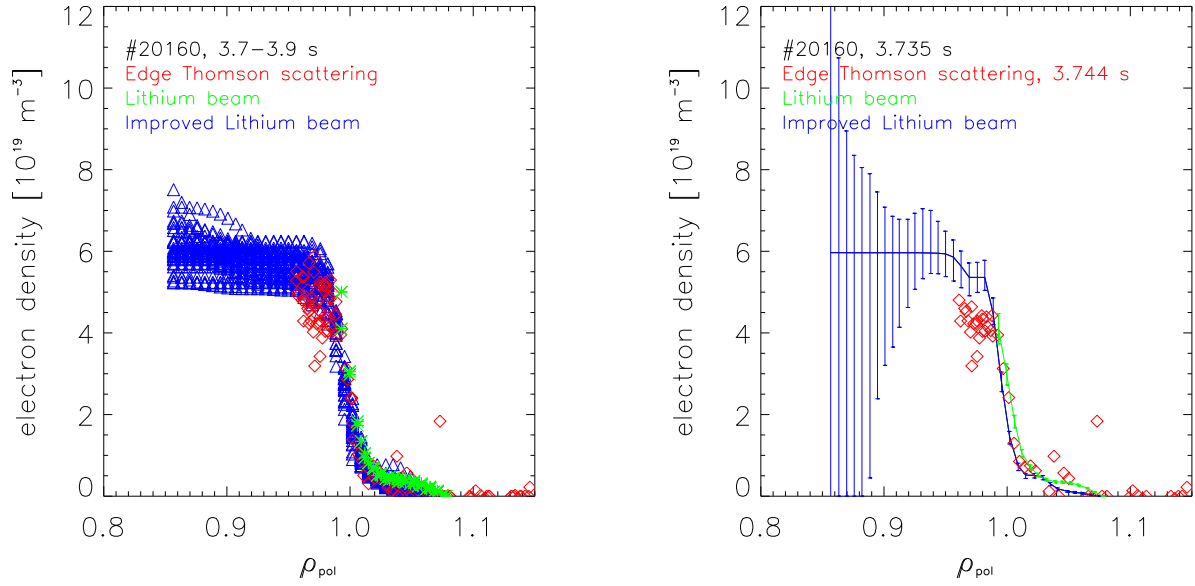 #20160, 3.7−3.9 s
Edge Thomson scattering
Lithium beam
Improved Lithium beam
electron density [10¹⁹ m⁻³]
12
10
8
6
4
2
0
0.8 0.9 1.0 1.1
ρpol
#20160, 3.735 s
Edge Thomson scattering, 3.744 s
Lithium beam
Improved Lithium beam
electron density [10¹⁹ m⁻³]
12
10
8
6
4
2
0
0.8 0.9 1.0 1.1
ρpol